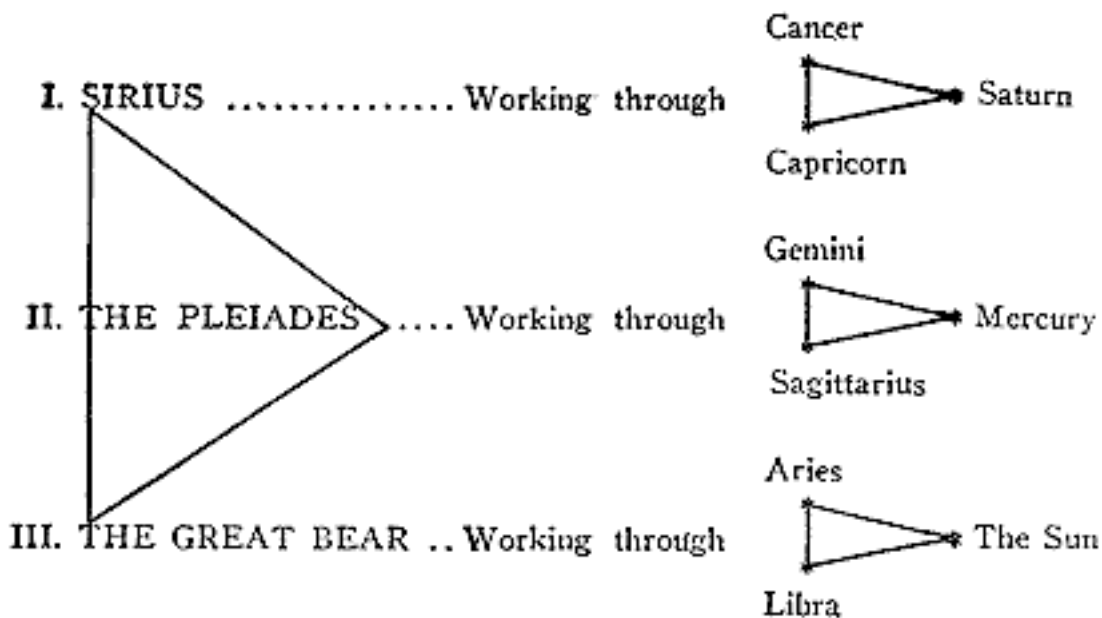 Cancer
I. SIRIUS .............. Working through Saturn
Capricorn
Gemini
II. THE PLEIADES .... Working through Mercury
Sagittarius
Aries
III. THE GREAT BEAR .. Working through The Sun
Libra